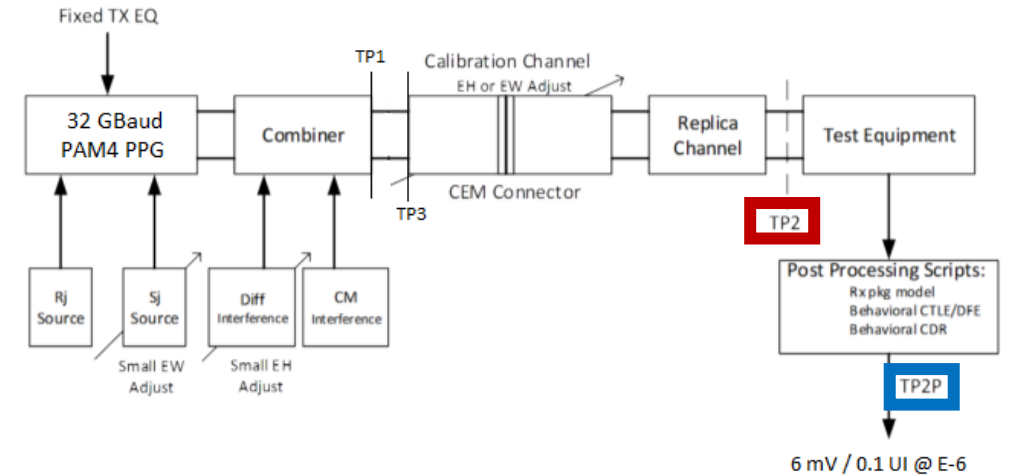 Fixed TX EQ
TP1
Calibration Channel
EH or EW Adjust
32 GBaud
PAM4 PPG
Combiner
Replica
Channel
Test Equipment
CEM Connector
TP3
TP2
Rj
Source
Sj
Source
Diff
Interference
CM
Interference
Small EW
Adjust
Small EH
Adjust
Post Processing Scripts:
Rx pkg model
Behavioral CTLE/DFE
Behavioral CDR
TP2P
6 mV / 0.1 UI @ E-6